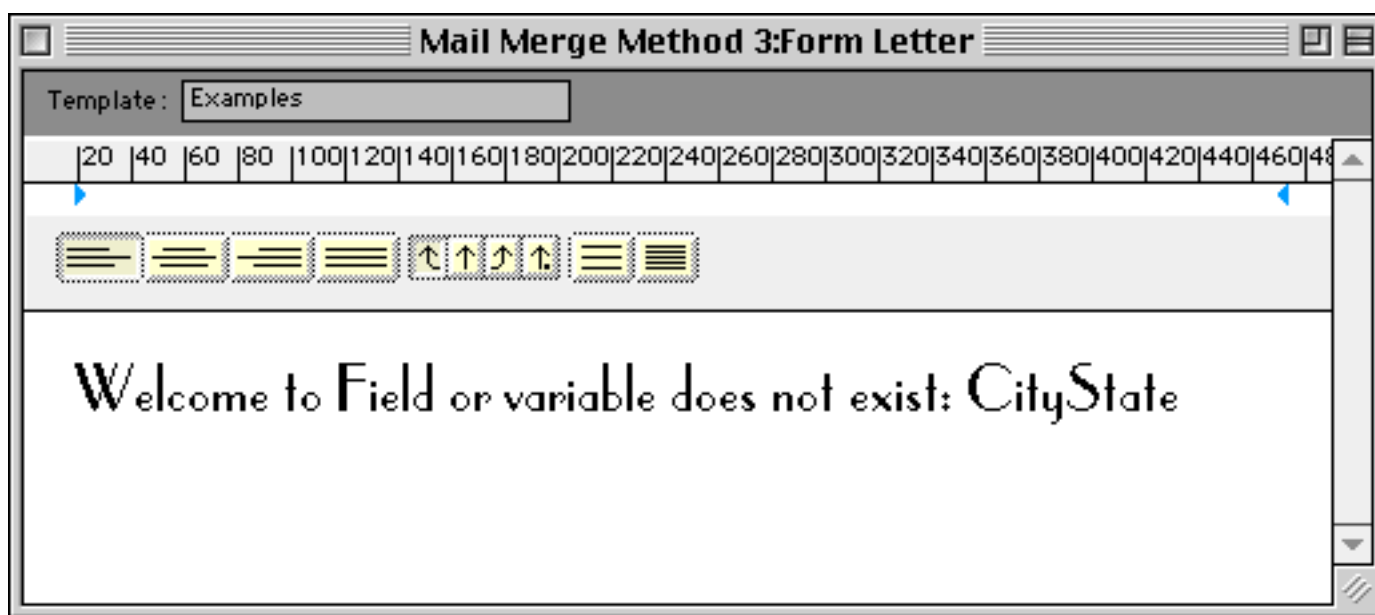 Mail Merge Method 3:Form Letter
Template: Examples
20 40 60 80 100 120 140 160 180 200 220 240 260 280 300 320 340 360 380 400 420 440 460 48
Welcome to Field or variable does not exist: CityState